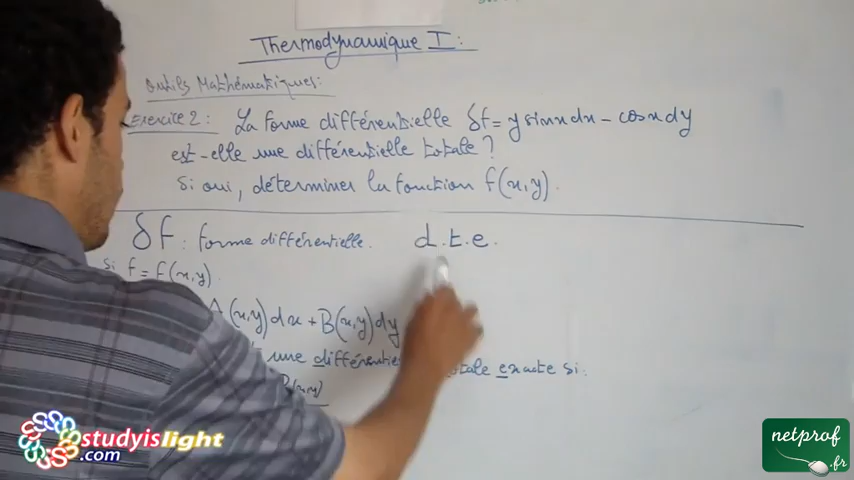 Thermodynamique I:
Outils Mathématiques:
Exercice 2: La forme différentielle δf = y sinx dx - cosx dy
est-elle une différentielle totale?
Si oui, déterminer la fonction f(x,y).
δf: forme différentielle. d.t.e.
Si f = f(x,y)
A(x,y)dx + B(x,y)dy
une différentie
exacte si.
studyislight
.com
netprof
.fr